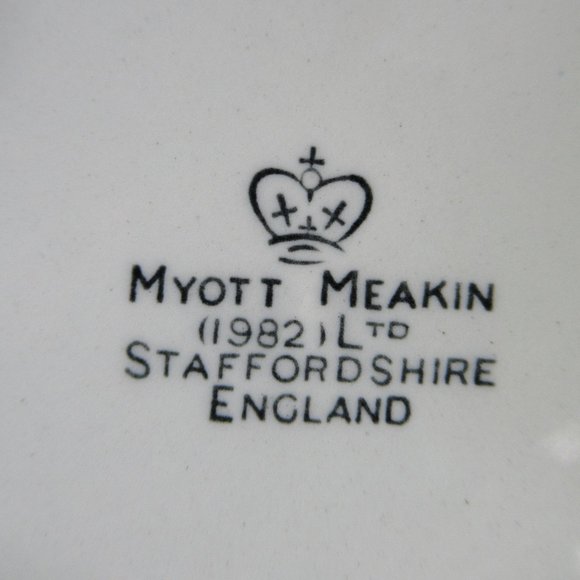 MYOTT MEAKIN
(1982) LTD
STAFFORDSHIRE
ENGLAND